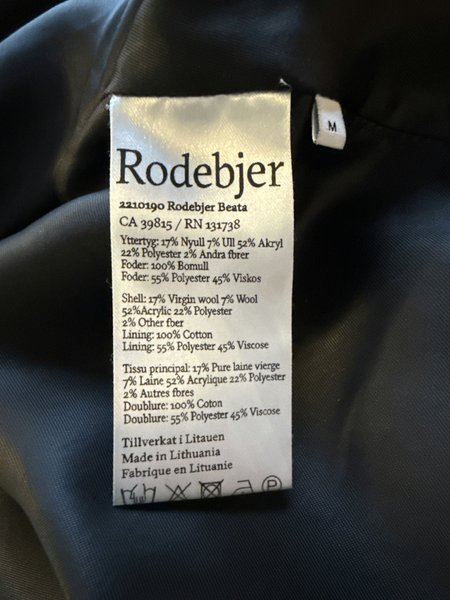 Rodebjer
M
2210190 Rodebjer Beata
CA 39815 / RN 131738
Yttertyg: 17% Nyull 7% Ull 52% Akryl
22% Polyester 2% Andra fbrer
Foder: 100% Bomull
Foder: 55% Polyester 45% Viskos
Shell: 17% Virgin wool 7% Wool
52%Acrylic 22% Polyester
2% Other fber
Lining: 100% Cotton
Lining: 55% Polyester 45% Viscose
Tissu principal: 17% Pure laine vierge
7% Laine 52% Acrylique 22% Polyester
2% Autres fbres
Doublure: 100% Coton
Doublure: 55% Polyester 45% Viscose
Tillverkat i Litauen
Made in Lithuania
Fabrique en Lituanie
P